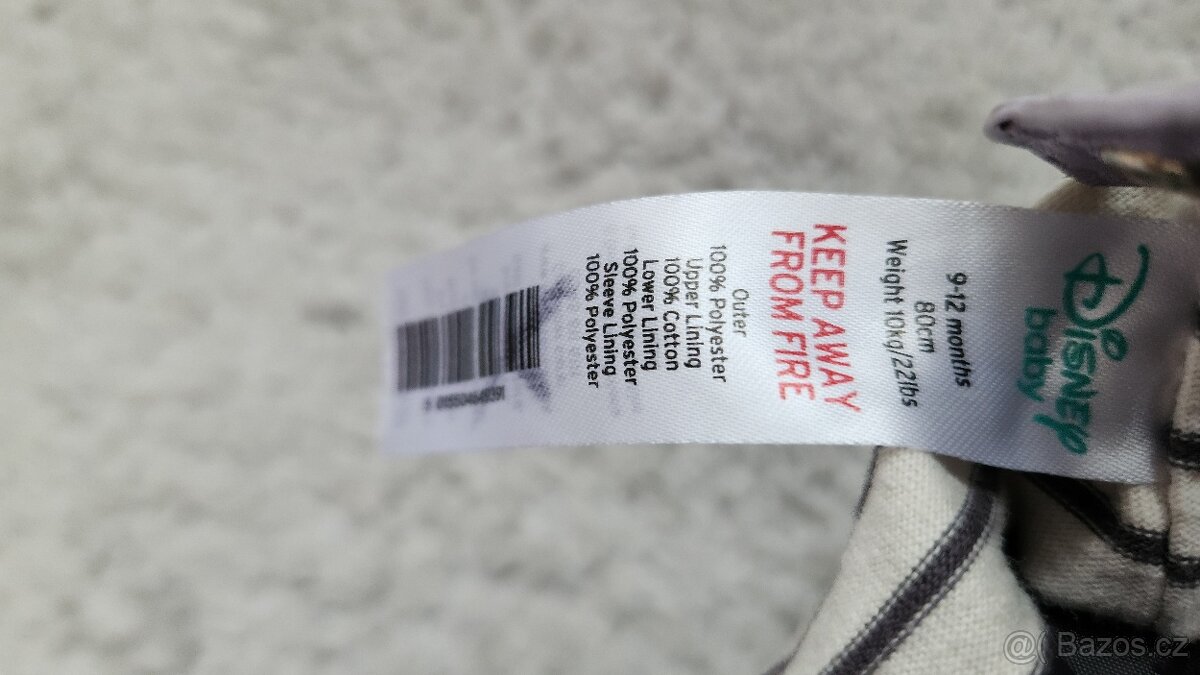 Disney
baby
9-12 months
80cm
Weight 10kg/22lbs
KEEP AWAY
FROM FIRE
Outer
100% Polyester
Upper Lining
100% Cotton
Lower Lining
100% Polyester
Sleeve Lining
100% Polyester
@( Bazos.cz